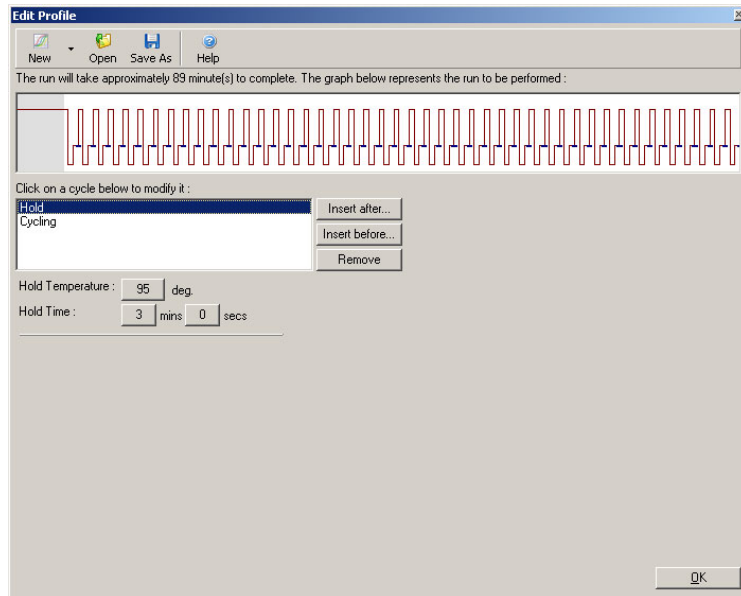 Edit Profile
New Open Save As Help
The run will take approximately 89 minute(s) to complete. The graph below represents the run to be performed :
Click on a cycle below to modify it :
Hold
Cycling
Insert after...
Insert before...
Remove
Hold Temperature : 95 deg.
Hold Time : 3 mins 0 secs
OK